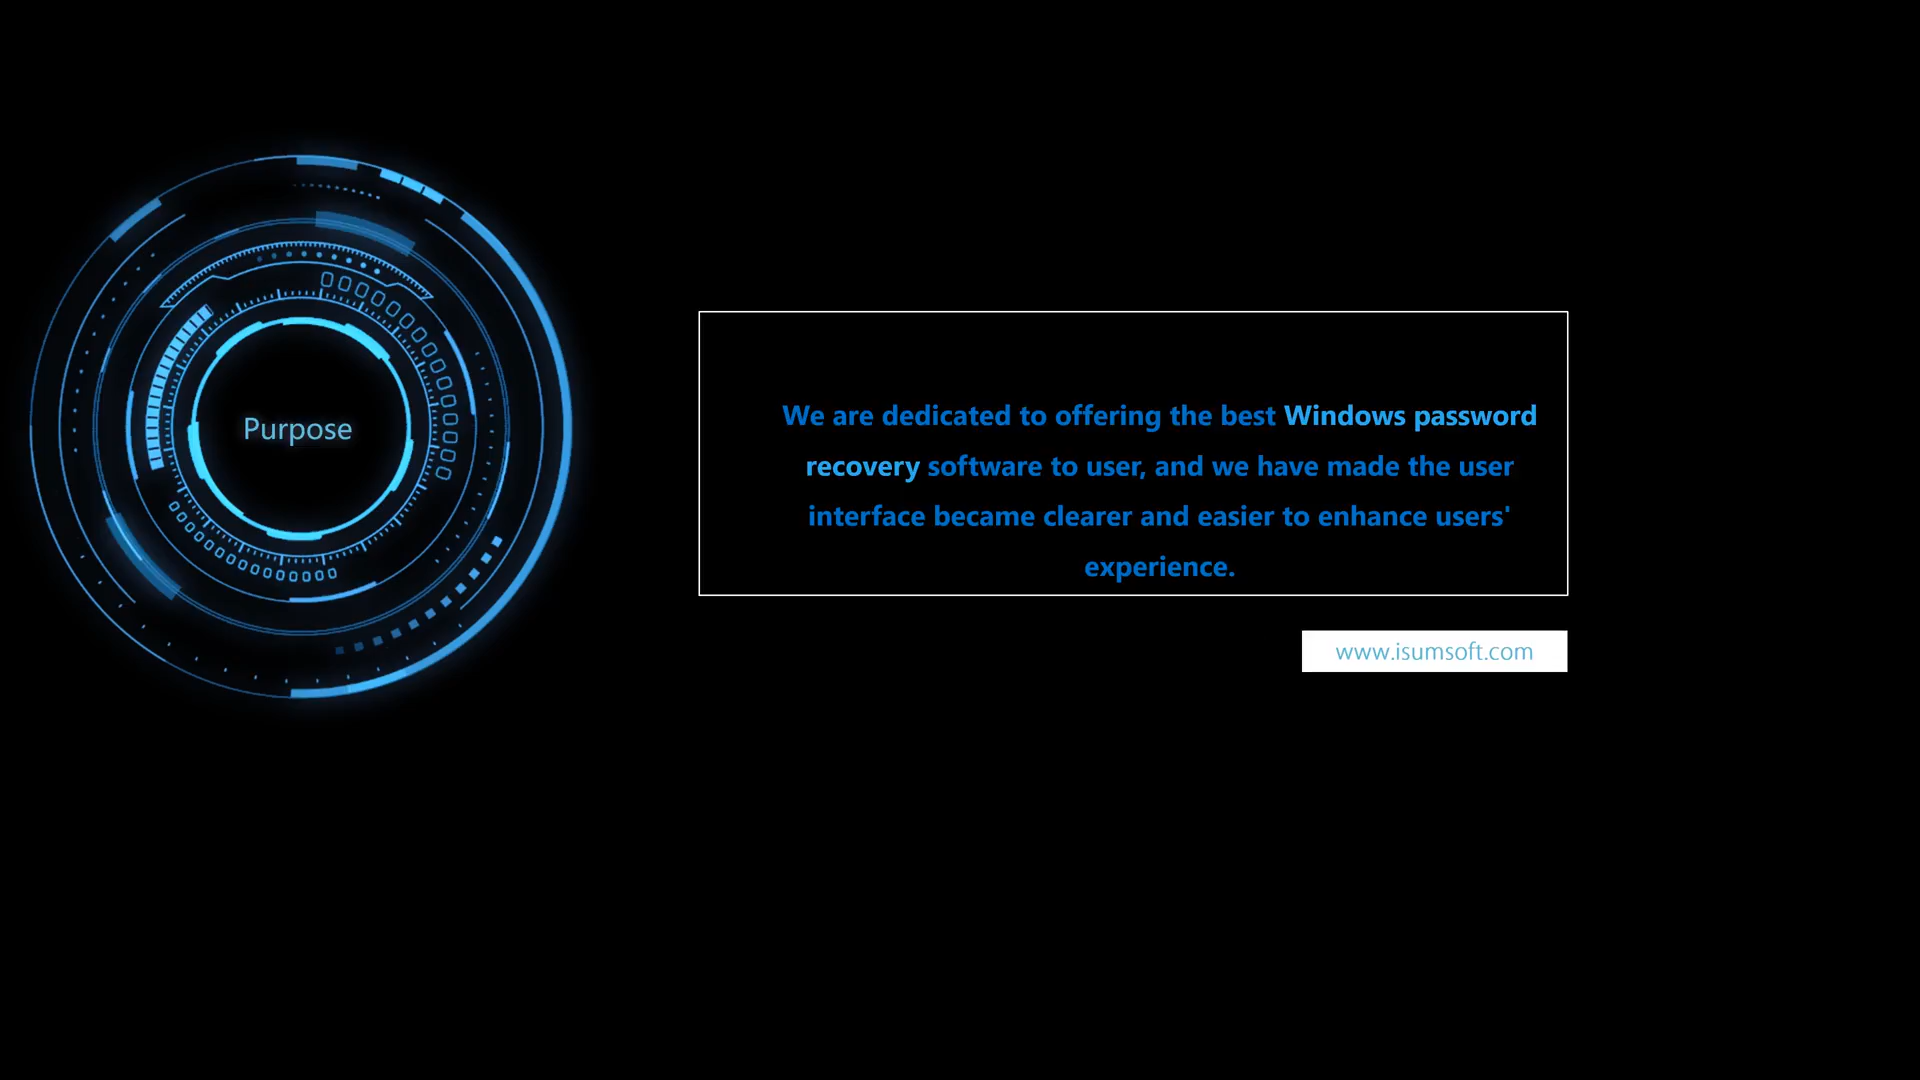 Purpose
We are dedicated to offering the best Windows password
recovery software to user, and we have made the user
interface became clearer and easier to enhance users'
experience.
www.isumsoft.com